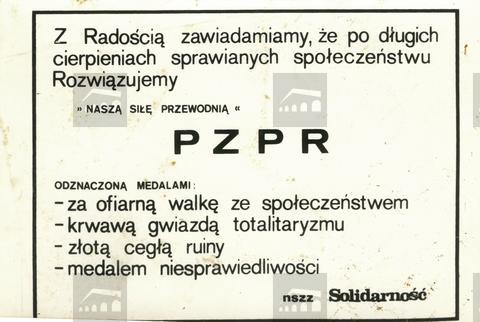 Z Radością zawiadamiamy, że po długich
cierpieniach sprawianych społeczeństwu
Rozwiązujemy
» NASZĄ SIŁĘ PRZEWODNIĄ «
PZPR
ODZNACZONĄ MEDALAMI:
- za ofiarną walkę ze społeczeństwem
- krwawą gwiazdą totalitaryzmu
- złotą cegłą ruiny
- medalem niesprawiedliwości
nszz Solidarność